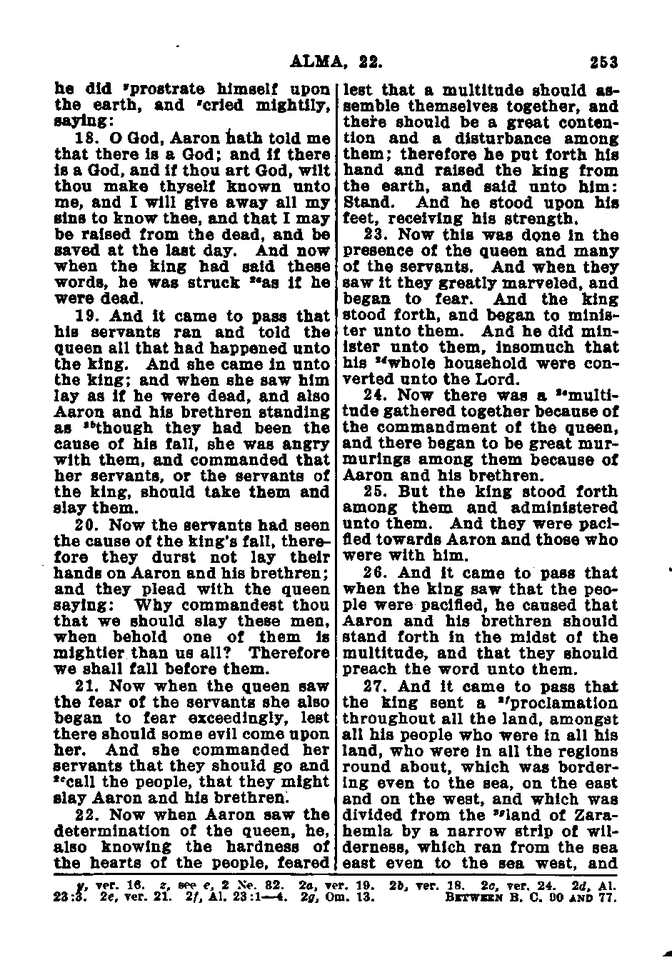 ALMA, 22. 253
he did ʸprostrate himself upon
the earth, and ᶻcried mightily,
saying:
18. O God, Aaron hath told me
that there is a God; and if there
is a God, and if thou art God, wilt
thou make thyself known unto
me, and I will give away all my
sins to know thee, and that I may
be raised from the dead, and be
saved at the last day. And now
when the king had said these
words, he was struck ²ᵃas if he
were dead.
19. And it came to pass that
his servants ran and told the
queen all that had happened unto
the king. And she came in unto
the king; and when she saw him
lay as if he were dead, and also
Aaron and his brethren standing
as ²ᵇthough they had been the
cause of his fall, she was angry
with them, and commanded that
her servants, or the servants of
the king, should take them and
slay them.
20. Now the servants had seen
the cause of the king's fall, there-
fore they durst not lay their
hands on Aaron and his brethren;
and they plead with the queen
saying: Why commandest thou
that we should slay these men,
when behold one of them is
mightier than us all? Therefore
we shall fall before them.
21. Now when the queen saw
the fear of the servants she also
began to fear exceedingly, lest
there should some evil come upon
her. And she commanded her
servants that they should go and
²ᶜcall the people, that they might
slay Aaron and his brethren.
22. Now when Aaron saw the
determination of the queen, he,
also knowing the hardness of
the hearts of the people, feared
lest that a multitude should as-
semble themselves together, and
there should be a great conten-
tion and a disturbance among
them; therefore he put forth his
hand and raised the king from
the earth, and said unto him:
Stand. And he stood upon his
feet, receiving his strength.
23. Now this was done in the
presence of the queen and many
of the servants. And when they
saw it they greatly marveled, and
began to fear. And the king
stood forth, and began to minis-
ter unto them. And he did min-
ister unto them, insomuch that
his ²ᵈwhole household were con-
verted unto the Lord.
24. Now there was a ²ᵉmulti-
tude gathered together because of
the commandment of the queen,
and there began to be great mur-
murings among them because of
Aaron and his brethren.
25. But the king stood forth
among them and administered
unto them. And they were paci-
fied towards Aaron and those who
were with him.
26. And it came to pass that
when the king saw that the peo-
ple were pacified, he caused that
Aaron and his brethren should
stand forth in the midst of the
multitude, and that they should
preach the word unto them.
27. And it came to pass that
the king sent a ²ᶠproclamation
throughout all the land, amongst
all his people who were in all his
land, who were in all the regions
round about, which was border-
ing even to the sea, on the east
and on the west, and which was
divided from the ²ᵍland of Zara-
hemla by a narrow strip of wil-
derness, which ran from the sea
east even to the sea west, and
y, ver. 16. z, see e, 2 Ne. 32. 2a, ver. 19. 2b, ver. 18. 2c, ver. 24. 2d, Al.
23:3. 2e, ver. 21. 2f, Al. 23:1—4. 2g, Om. 13. BETWEEN B. C. 90 AND 77.